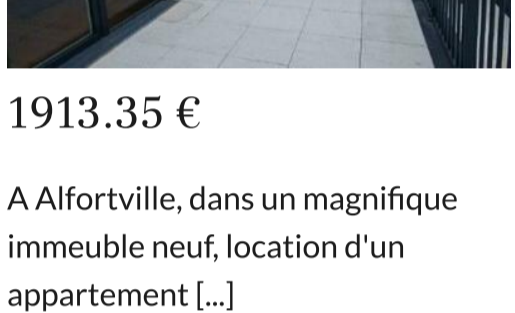 1913.35 €
A Alfortville, dans un magnifique
immeuble neuf, location d'un
appartement [...]